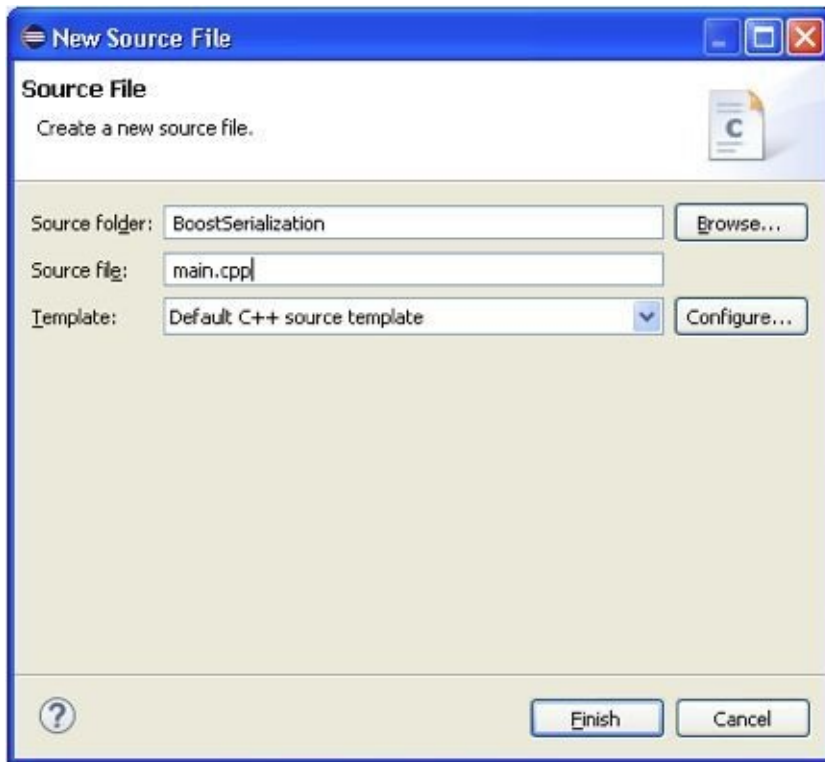 New Source File
Source File
Create a new source file.
C
Source folder: BoostSerialization Browse...
Source file: main.cpp
Template: Default C++ source template Configure...
? Finish Cancel